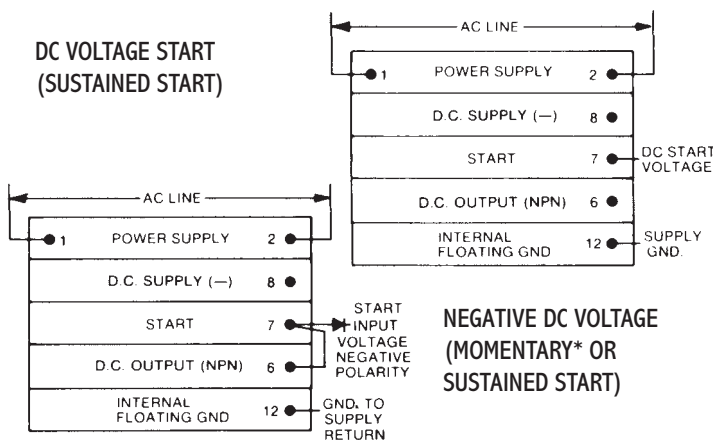 DC VOLTAGE START
(SUSTAINED START)
AC LINE
1 POWER SUPPLY 2
D.C. SUPPLY (—) 8
START 7
DC START
VOLTAGE
D.C. OUTPUT (NPN) 6
INTERNAL
FLOATING GND 12
SUPPLY
GND.
AC LINE
1 POWER SUPPLY 2
D.C. SUPPLY (—) 8
START 7
START
INPUT
VOLTAGE
NEGATIVE
POLARITY
D.C. OUTPUT (NPN) 6
INTERNAL
FLOATING GND 12
GND. TO
SUPPLY
RETURN
NEGATIVE DC VOLTAGE
(MOMENTARY* OR
SUSTAINED START)